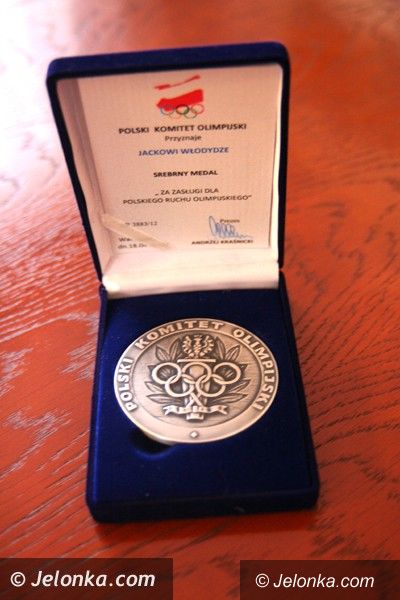 POLSKI KOMITET OLIMPIJSKI
Przyznaje
JACKOWI WŁODYDZE
SREBRNY MEDAL
„ZA ZASŁUGI DLA
POLSKIEGO RUCHU OLIMPIJSKIEGO"
3883/12
Prezes
ANDRZEJ KRAŚNICKI
POLSKI KOMITET OLIMPIJSKI
© Jelonka.com
© Jelonka.com